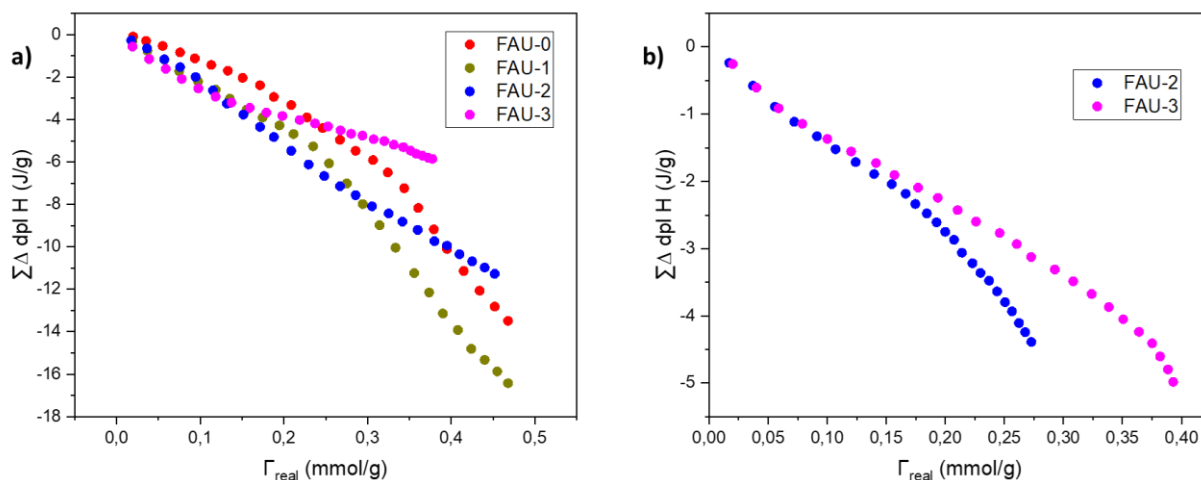 a)
FAU-0
FAU-1
FAU-2
FAU-3
0
-2
-4
-6
-8
-10
-12
-14
-16
-18
∑Δ dpl H (J/g)
0,0 0,1 0,2 0,3 0,4 0,5
Γreal (mmol/g)
b)
FAU-2
FAU-3
0
-1
-2
-3
-4
-5
∑Δ dpl H (J/g)
0,00 0,05 0,10 0,15 0,20 0,25 0,30 0,35 0,40
Γreal (mmol/g)